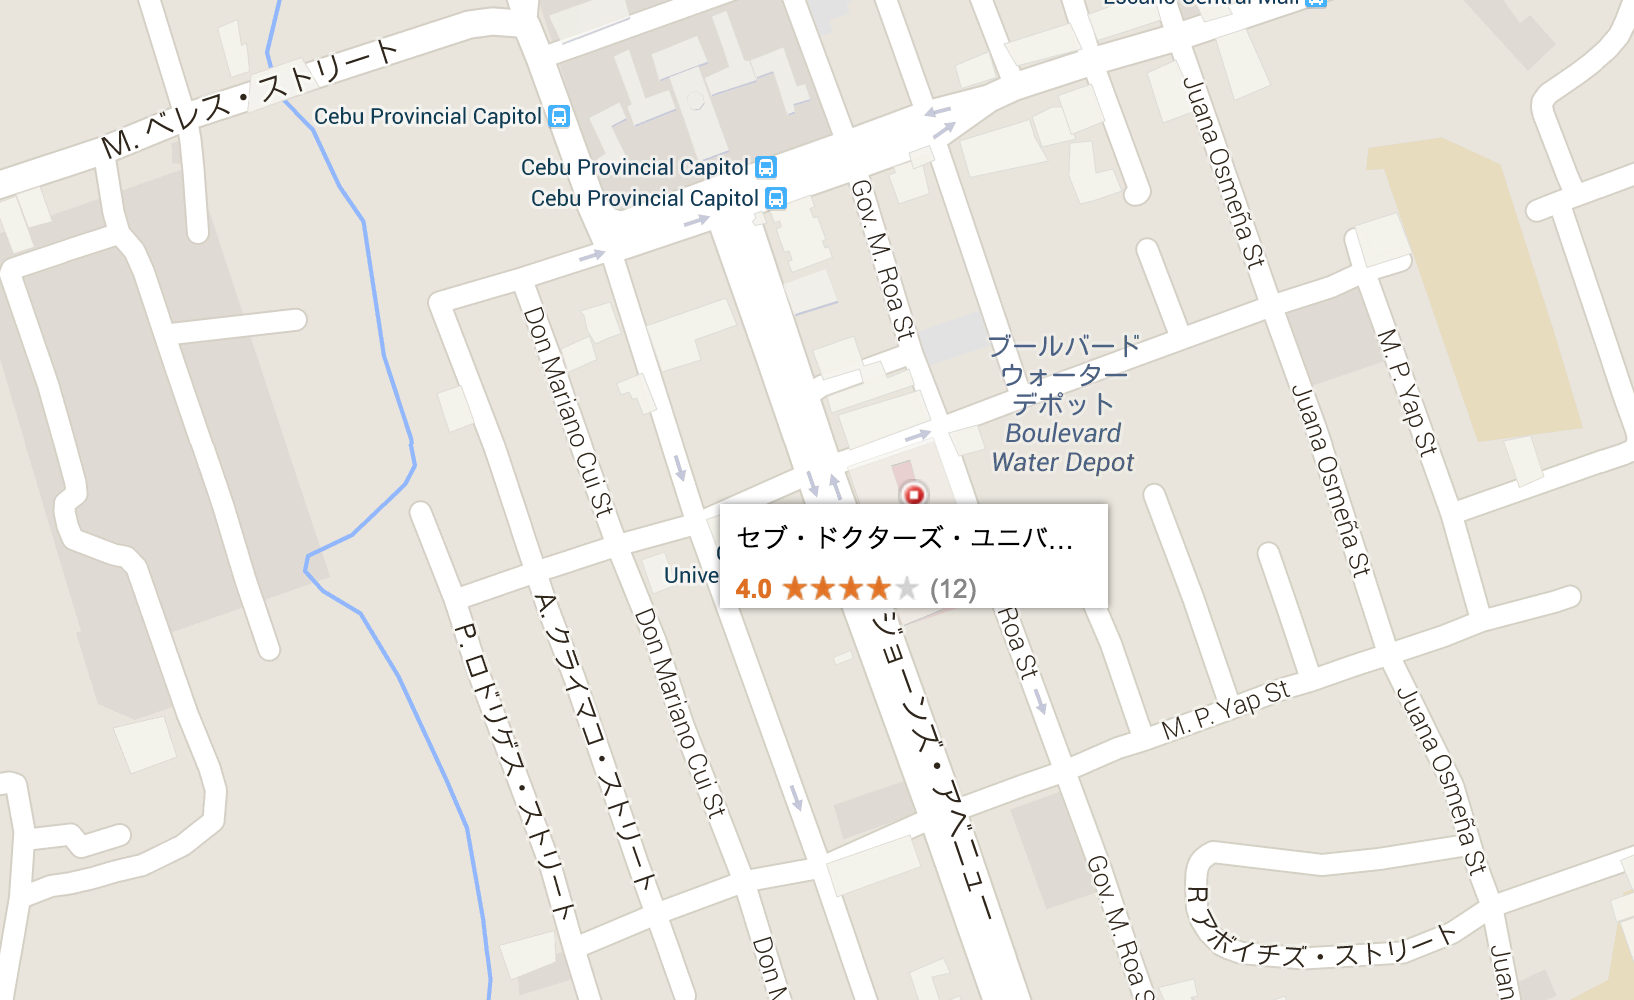 Escario Central Mall
M. ベレス・ストリート
Cebu Provincial Capitol
Cebu Provincial Capitol
Cebu Provincial Capitol
Juana Osmeña St
Gov. M. Roa St
Don Mariano Cui St
ブールバード
ウォーター
デポット
Boulevard
Water Depot
M. P. Yap St
Juana Osmeña St
セブ・ドクターズ・ユニバ...
4.0 (12)
Unive
Roa St
A. クライマコ・ストリート
P. ロドリゲス・ストリート
Don Mariano Cui St
ジョーンズ・アベニュー
M. P. Yap St
Juana Osmeña St
Gov. M. Roa S
R アボイチズ・ストリート
Don M
Juan